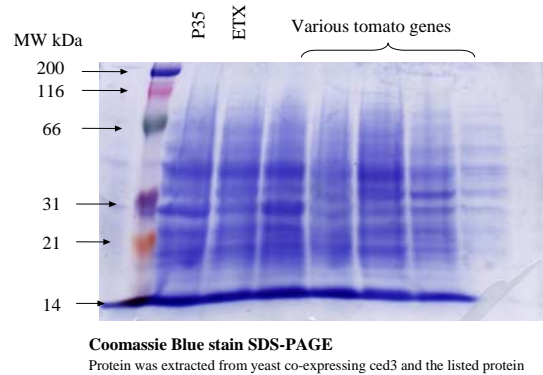 Various tomato genes
P35
ETX
MW kDa
200
116
66
31
21
14
Coomassie Blue stain SDS-PAGE
Protein was extracted from yeast co-expressing ced3 and the listed protein